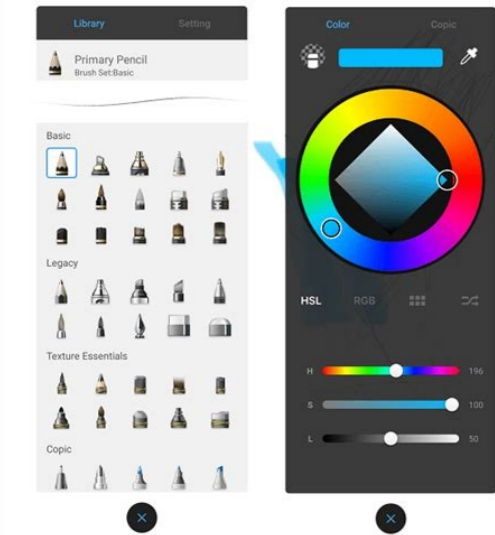 Library Setting
Primary Pencil
Brush Set:Basic
Basic
Legacy
Texture Essentials
Copic
Color Copic
HSL RGB
H 196
S 100
L 50